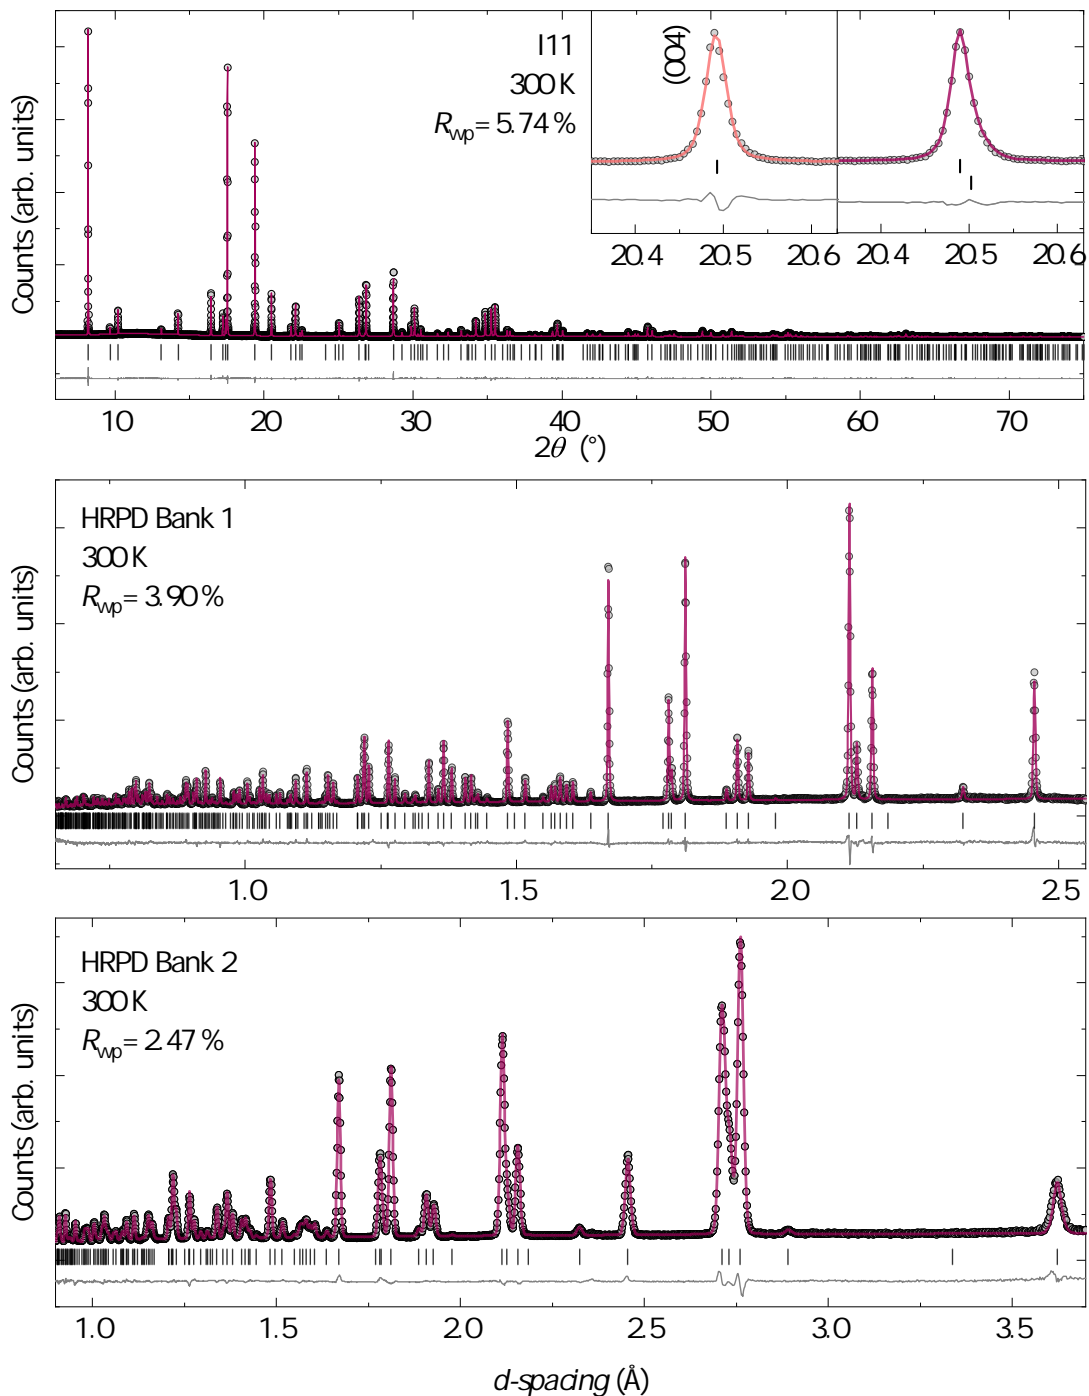 Counts (arb. units)
I11
300 K
Rwp = 5.74 %
(004)
20.4 20.5 20.6
20.4 20.5 20.6
10 20 30 40 50 60 70
2θ (°)
Counts (arb. units)
HRPD Bank 1
300 K
Rwp = 3.90 %
1.0 1.5 2.0 2.5
Counts (arb. units)
HRPD Bank 2
300 K
Rwp = 2.47 %
1.0 1.5 2.0 2.5 3.0 3.5
d-spacing (Å)